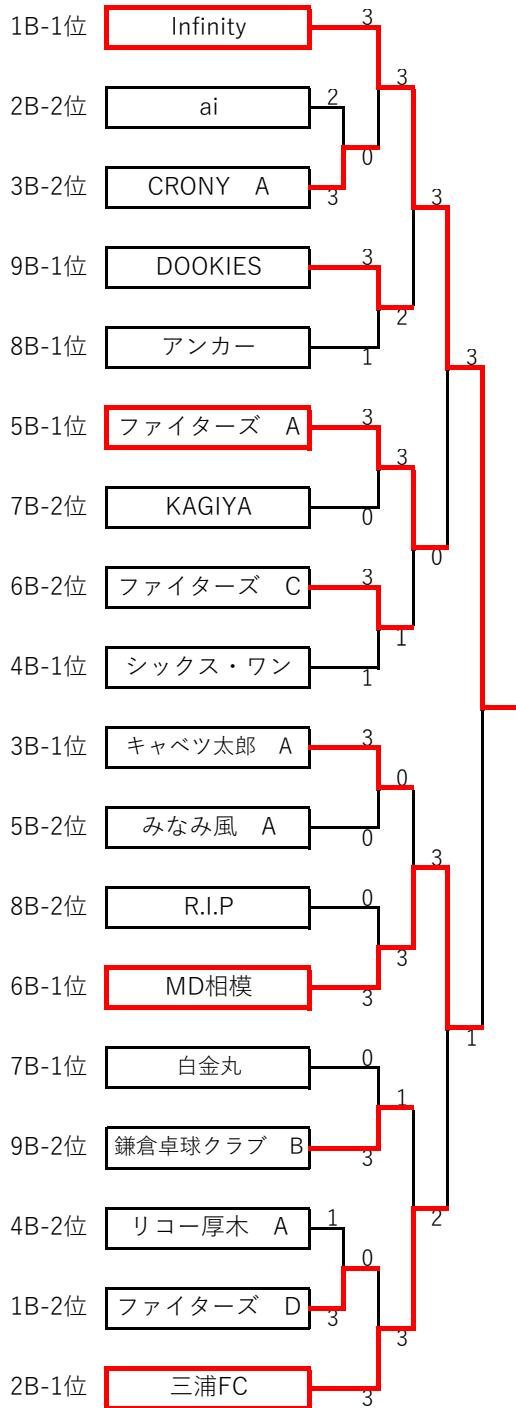 1B-1位 Infinity 3
3
2B-2位 ai 2
0
3B-2位 CRONY　A 3
3
9B-1位 DOOKIES 3
2
8B-1位 アンカー 1
3
5B-1位 ファイターズ　A 3
3
7B-2位 KAGIYA 0
0
6B-2位 ファイターズ　C 3
1
4B-1位 シックス・ワン 1
3B-1位 キャベツ太郎　A 3
0
5B-2位 みなみ風　A 0
3
8B-2位 R.I.P 0
3
6B-1位 MD相模 3
1
7B-1位 白金丸 0
1
9B-2位 鎌倉卓球クラブ　B 3
2
4B-2位 リコー厚木　A 1
0
1B-2位 ファイターズ　D 3
3
2B-1位 三浦FC 3